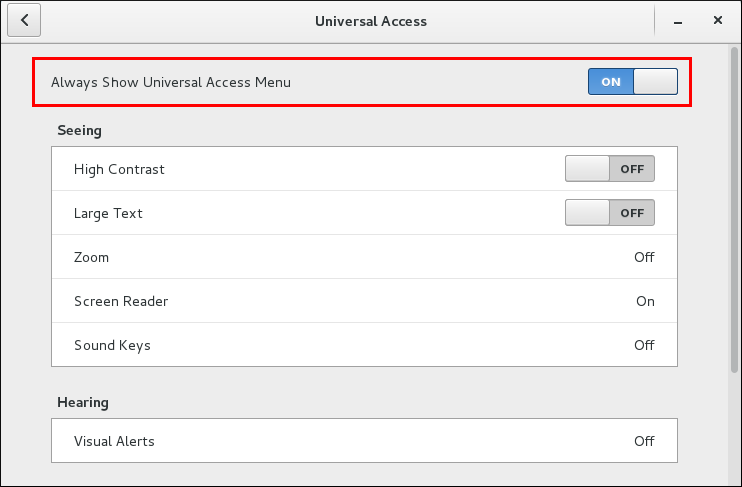 Universal Access
Always Show Universal Access Menu ON
Seeing
High Contrast OFF
Large Text OFF
Zoom Off
Screen Reader On
Sound Keys Off
Hearing
Visual Alerts Off